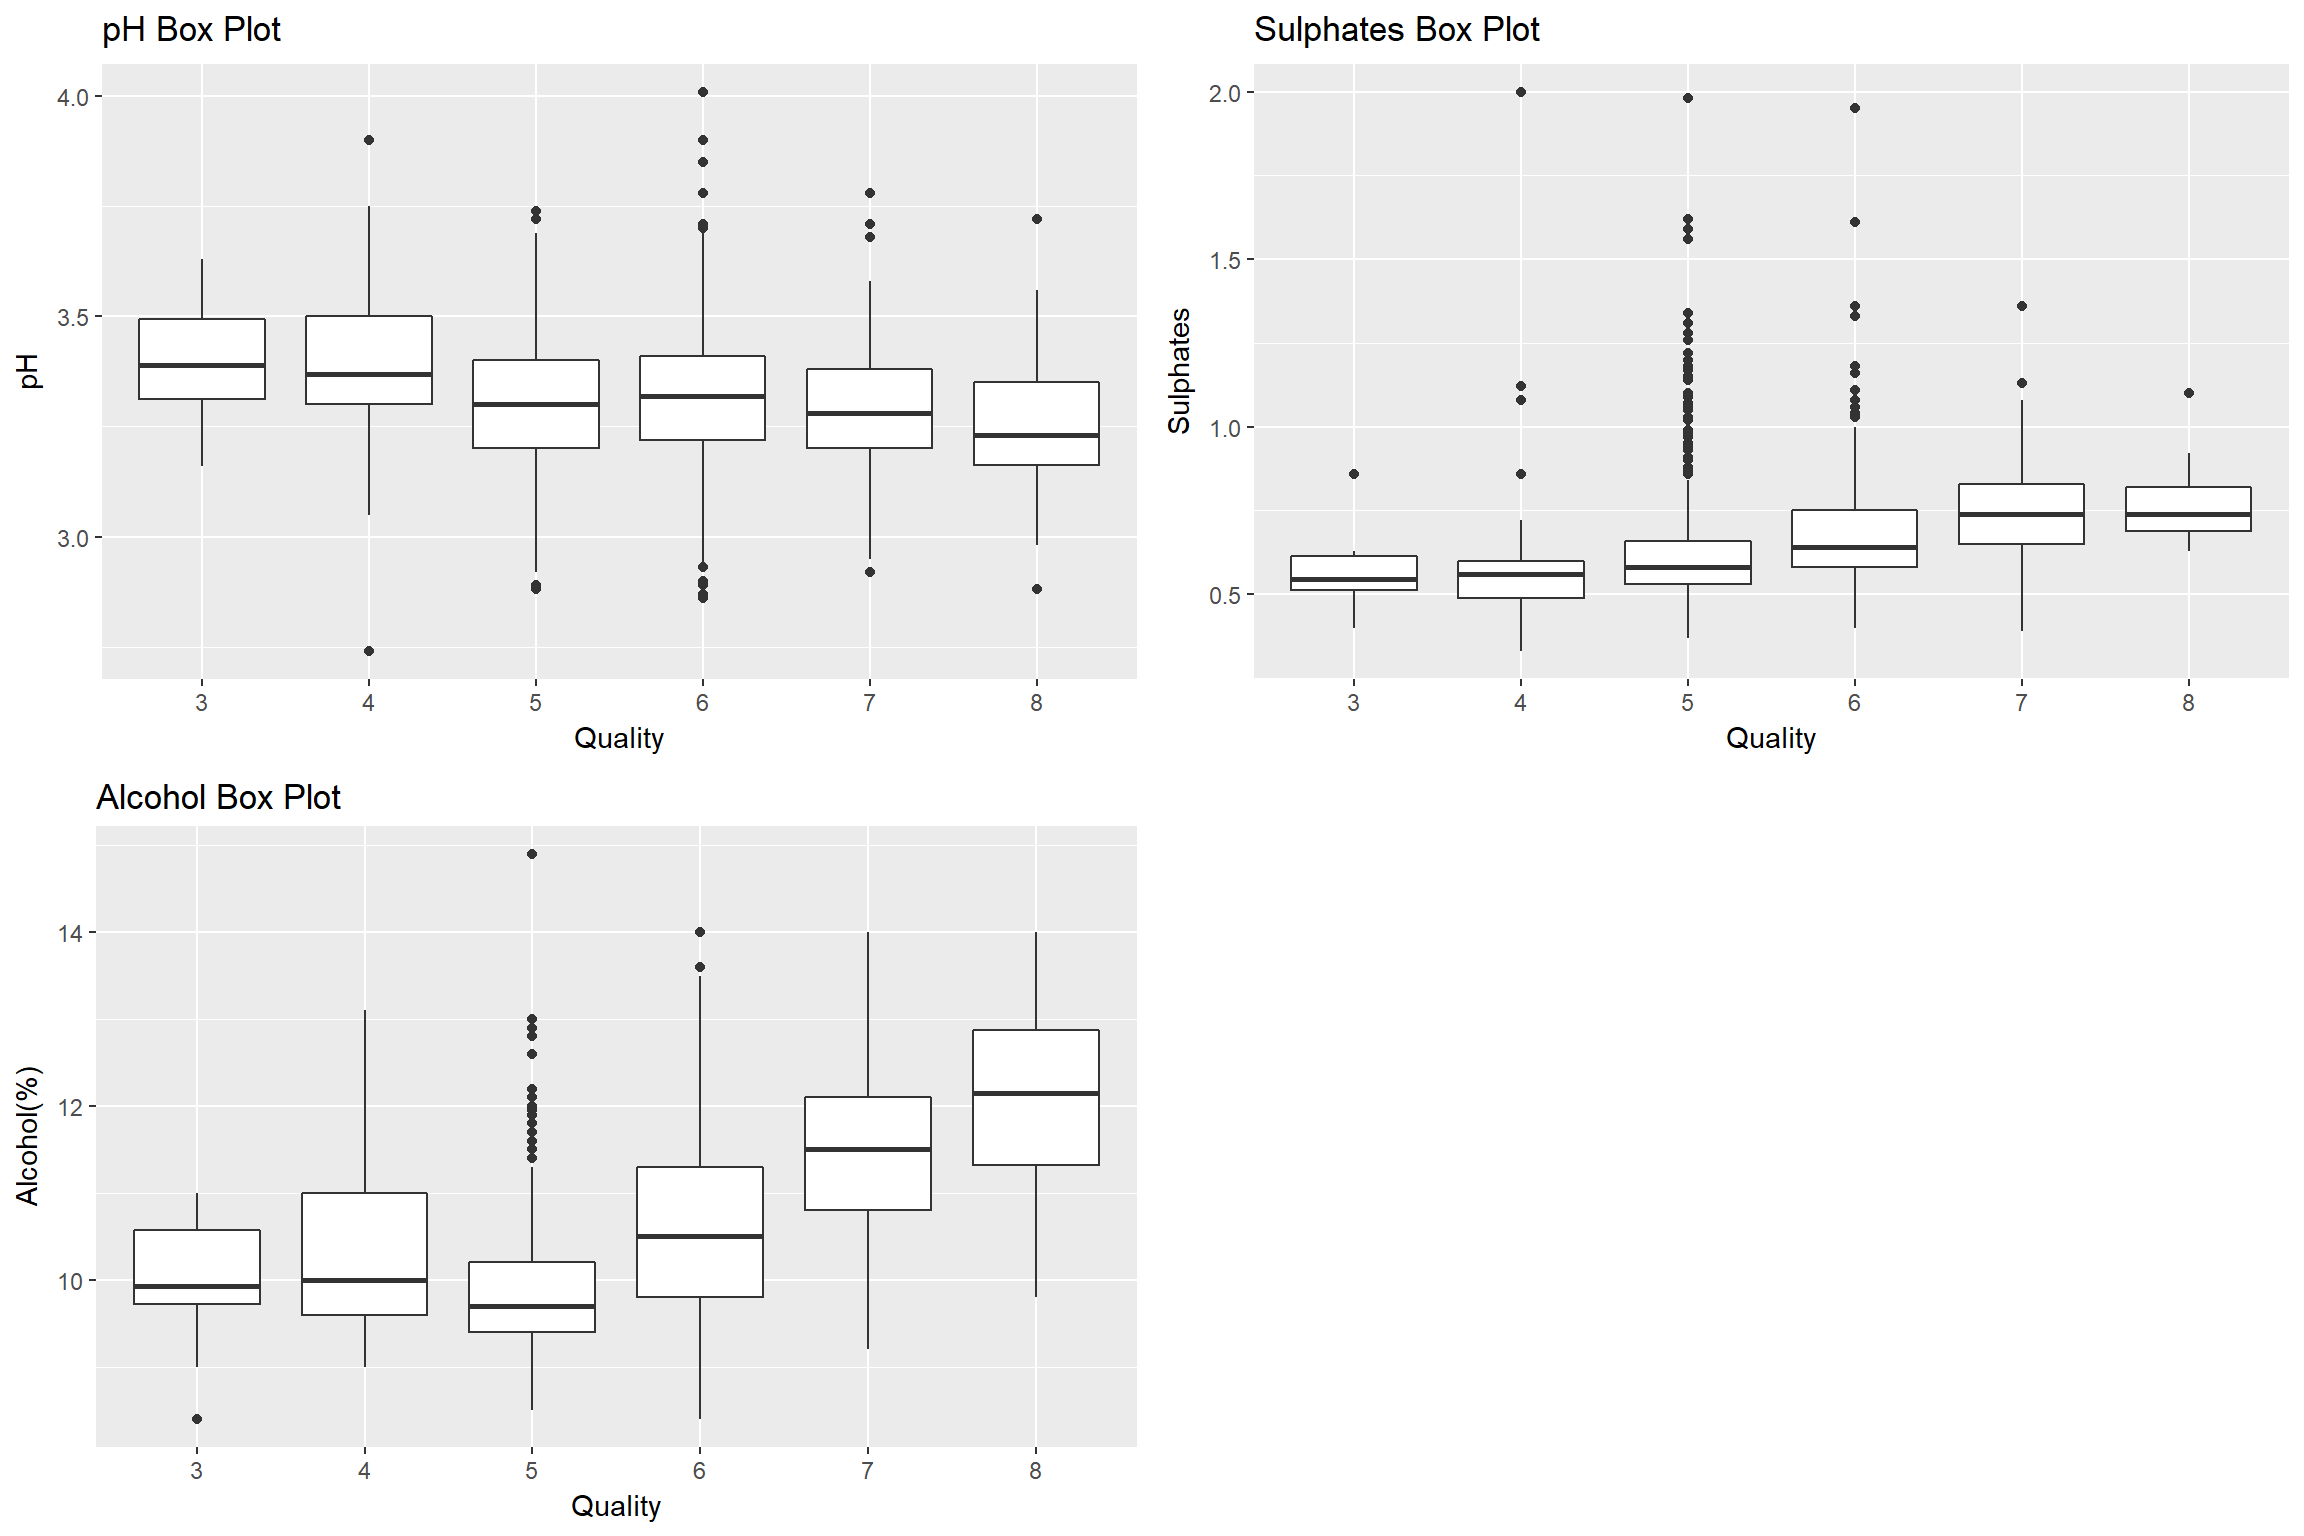 pH Box Plot
4.0
3.5
3.0
pH
3 4 5 6 7 8
Quality
Sulphates Box Plot
2.0
1.5
1.0
0.5
Sulphates
3 4 5 6 7 8
Quality
Alcohol Box Plot
14
12
10
Alcohol(%)
3 4 5 6 7 8
Quality